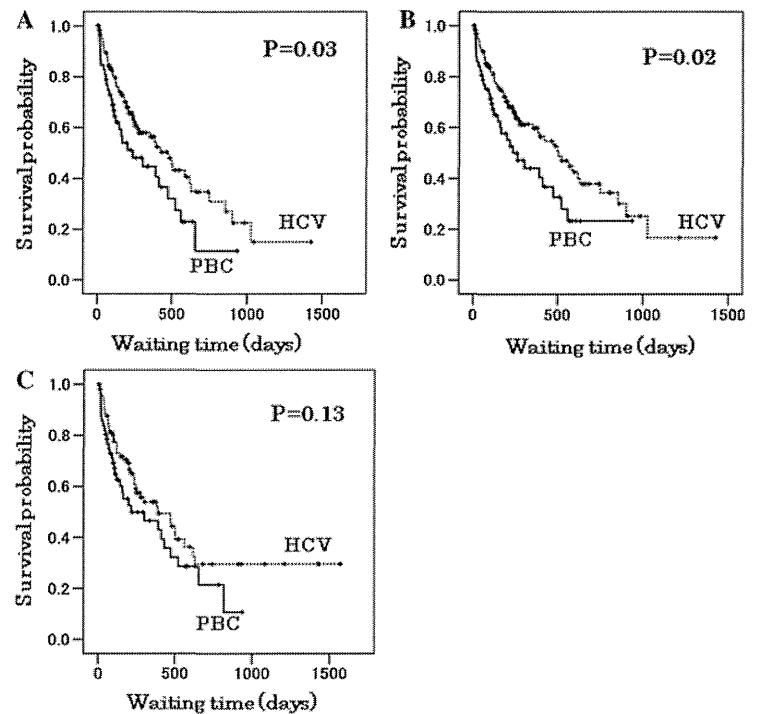 A
P=0.03
Survival probability
1.0
0.8
0.6
0.4
0.2
0.0
HCV
PBC
0 500 1000 1500
Waiting time (days)
B
P=0.02
Survival probability
1.0
0.8
0.6
0.4
0.2
0.0
HCV
PBC
0 500 1000 1500
Waiting time (days)
C
P=0.13
Survival probability
1.0
0.8
0.6
0.4
0.2
0.0
HCV
PBC
0 500 1000 1500
Waiting time (days)